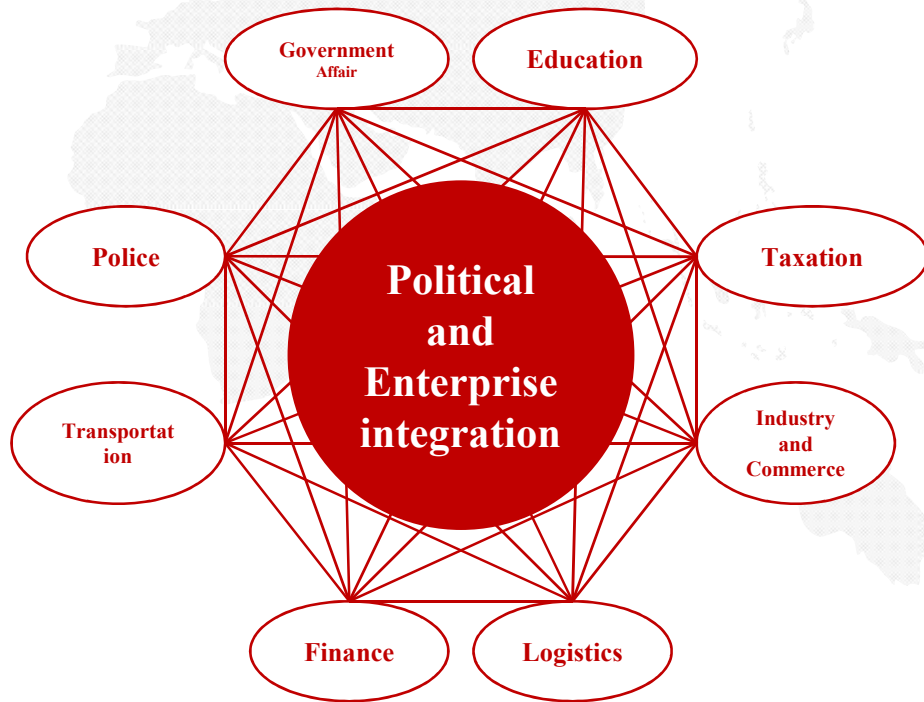 Government
Affair
Education
Police
Taxation
Political
and
Enterprise
integration
Transportat
ion
Industry
and
Commerce
Finance
Logistics